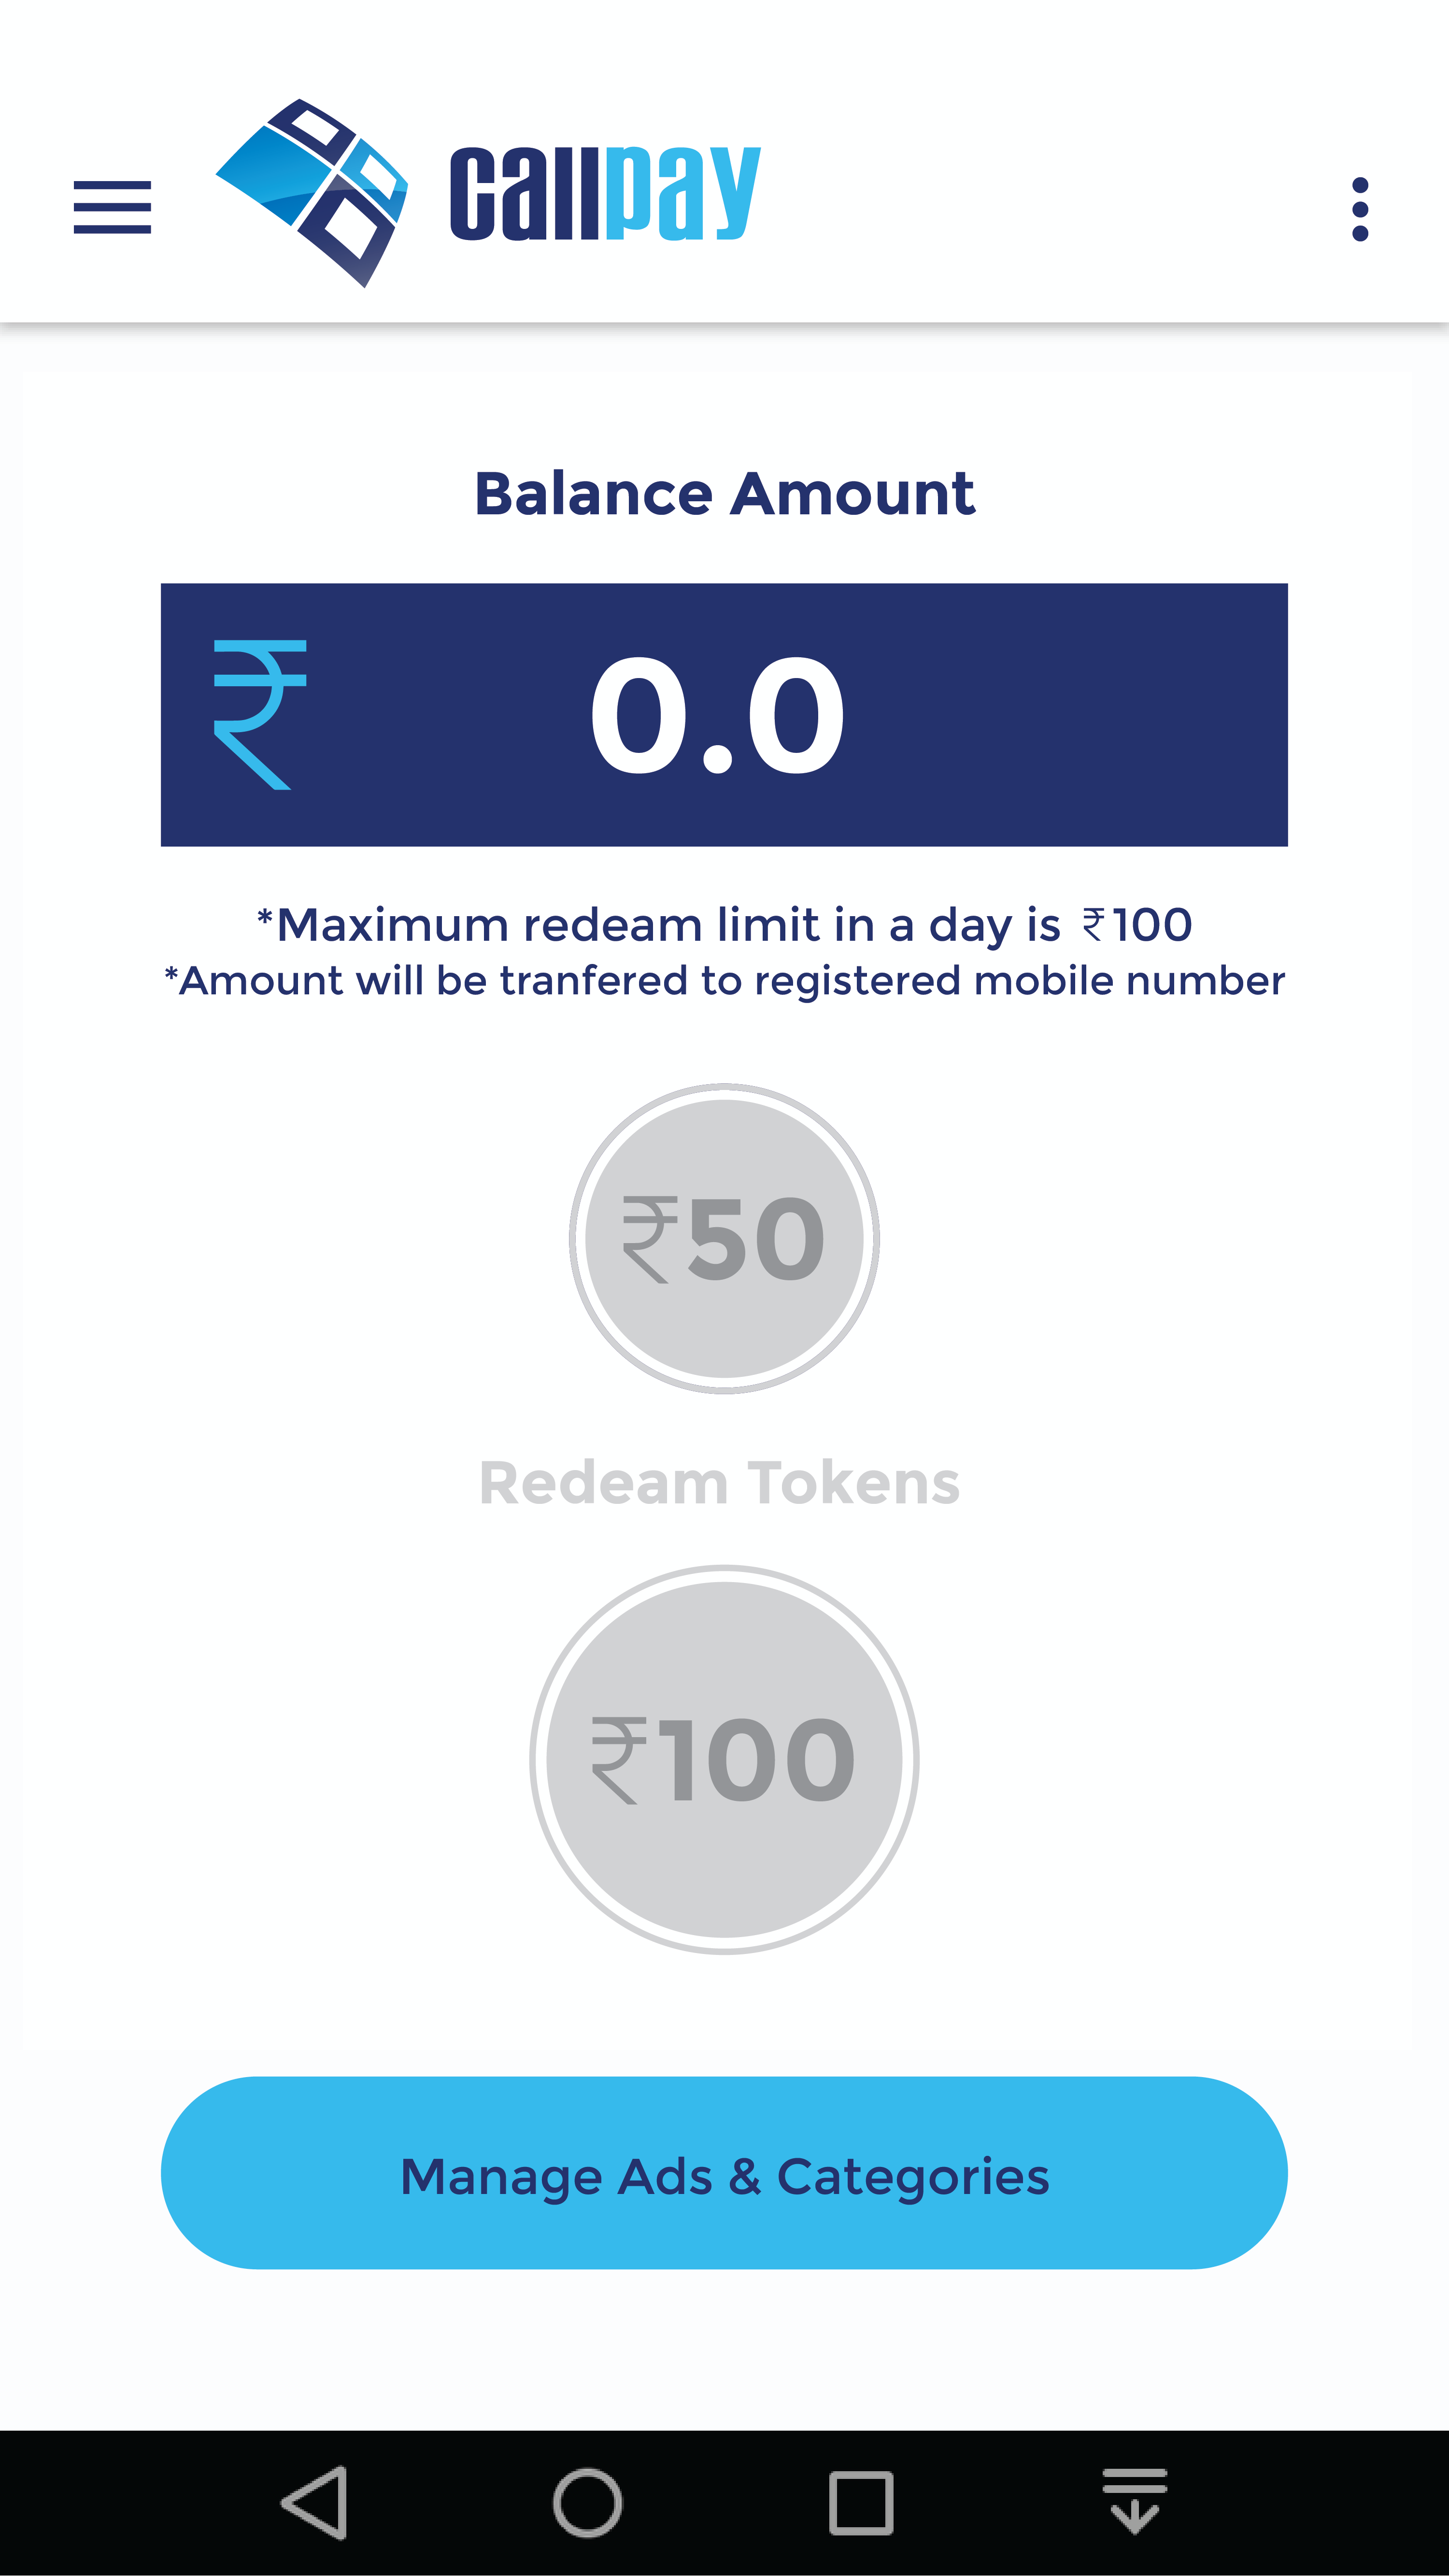 callpay
Balance Amount
₹ 0.0
*Maximum redeam limit in a day is ₹100
*Amount will be tranfered to registered mobile number
₹50
Redeam Tokens
₹100
Manage Ads & Categories